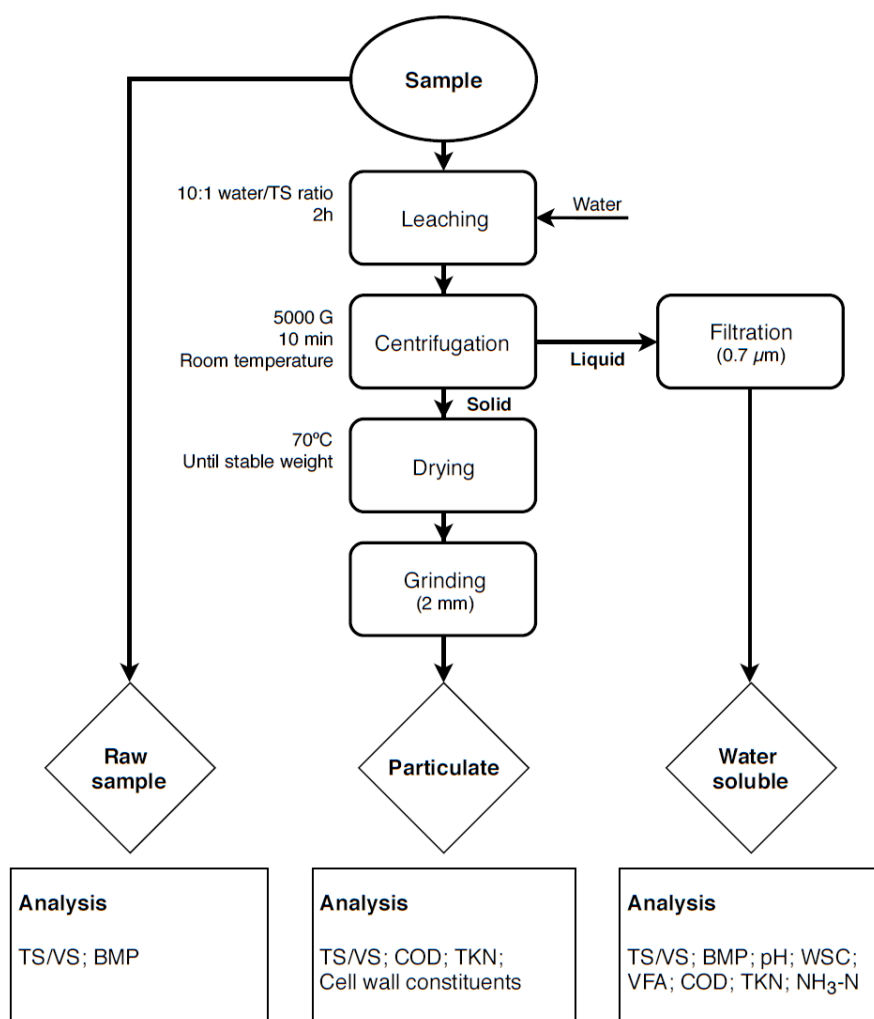 Sample
10:1 water/TS ratio
2h
Leaching
Water
5000 G
10 min
Room temperature
Centrifugation
Liquid
Filtration
(0.7 µm)
Solid
70ºC
Until stable weight
Drying
Grinding
(2 mm)
Raw
sample
Particulate
Water
soluble
Analysis
TS/VS; BMP
Analysis
TS/VS; COD; TKN;
Cell wall constituents
Analysis
TS/VS; BMP; pH; WSC;
VFA; COD; TKN; NH₃-N